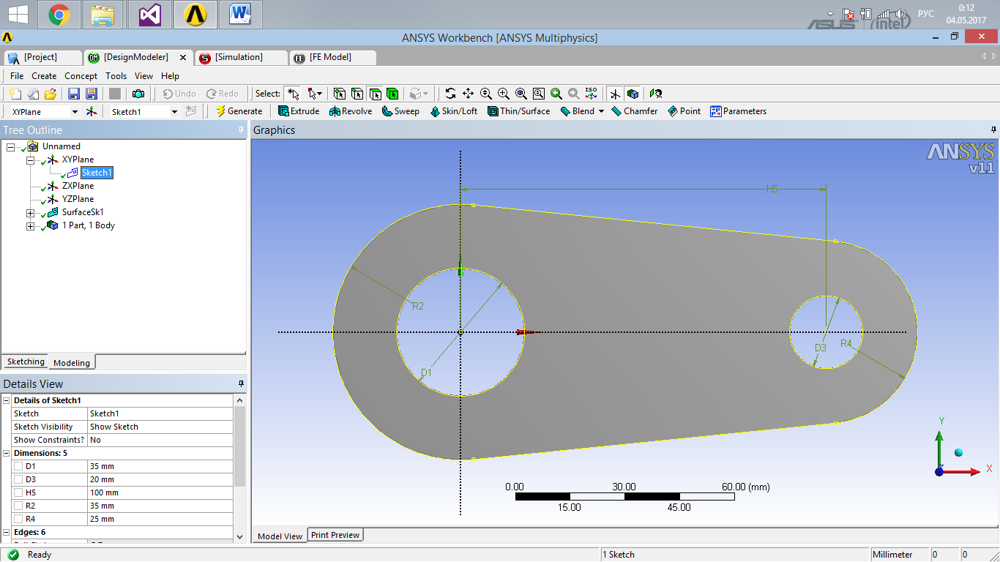 0:12
РУС
04.05.2017
ASUS
intel
ANSYS Workbench [ANSYS Multiphysics]
[Project]
[DesignModeler]
[Simulation]
[FE Model]
File Create Concept Tools View Help
Undo Redo Select: ISO
XYPlane Sketch1 Generate Extrude Revolve Sweep Skin/Loft Thin/Surface Blend Chamfer Point Parameters
Tree Outline
Unnamed
XYPlane
Sketch1
ZXPlane
YZPlane
SurfaceSk1
1 Part, 1 Body
Sketching Modeling
Details View
Details of Sketch1
Sketch Sketch1
Sketch Visibility Show Sketch
Show Constraints? No
Dimensions: 5
D1 35 mm
D3 20 mm
H5 100 mm
R2 35 mm
R4 25 mm
Edges: 6
Graphics
ANSYS
v11
H5
R2
D1
D3
R4
Y
X
Z
0.00 30.00 60.00 (mm)
15.00 45.00
Model View Print Preview
Ready 1 Sketch Millimeter 0 0